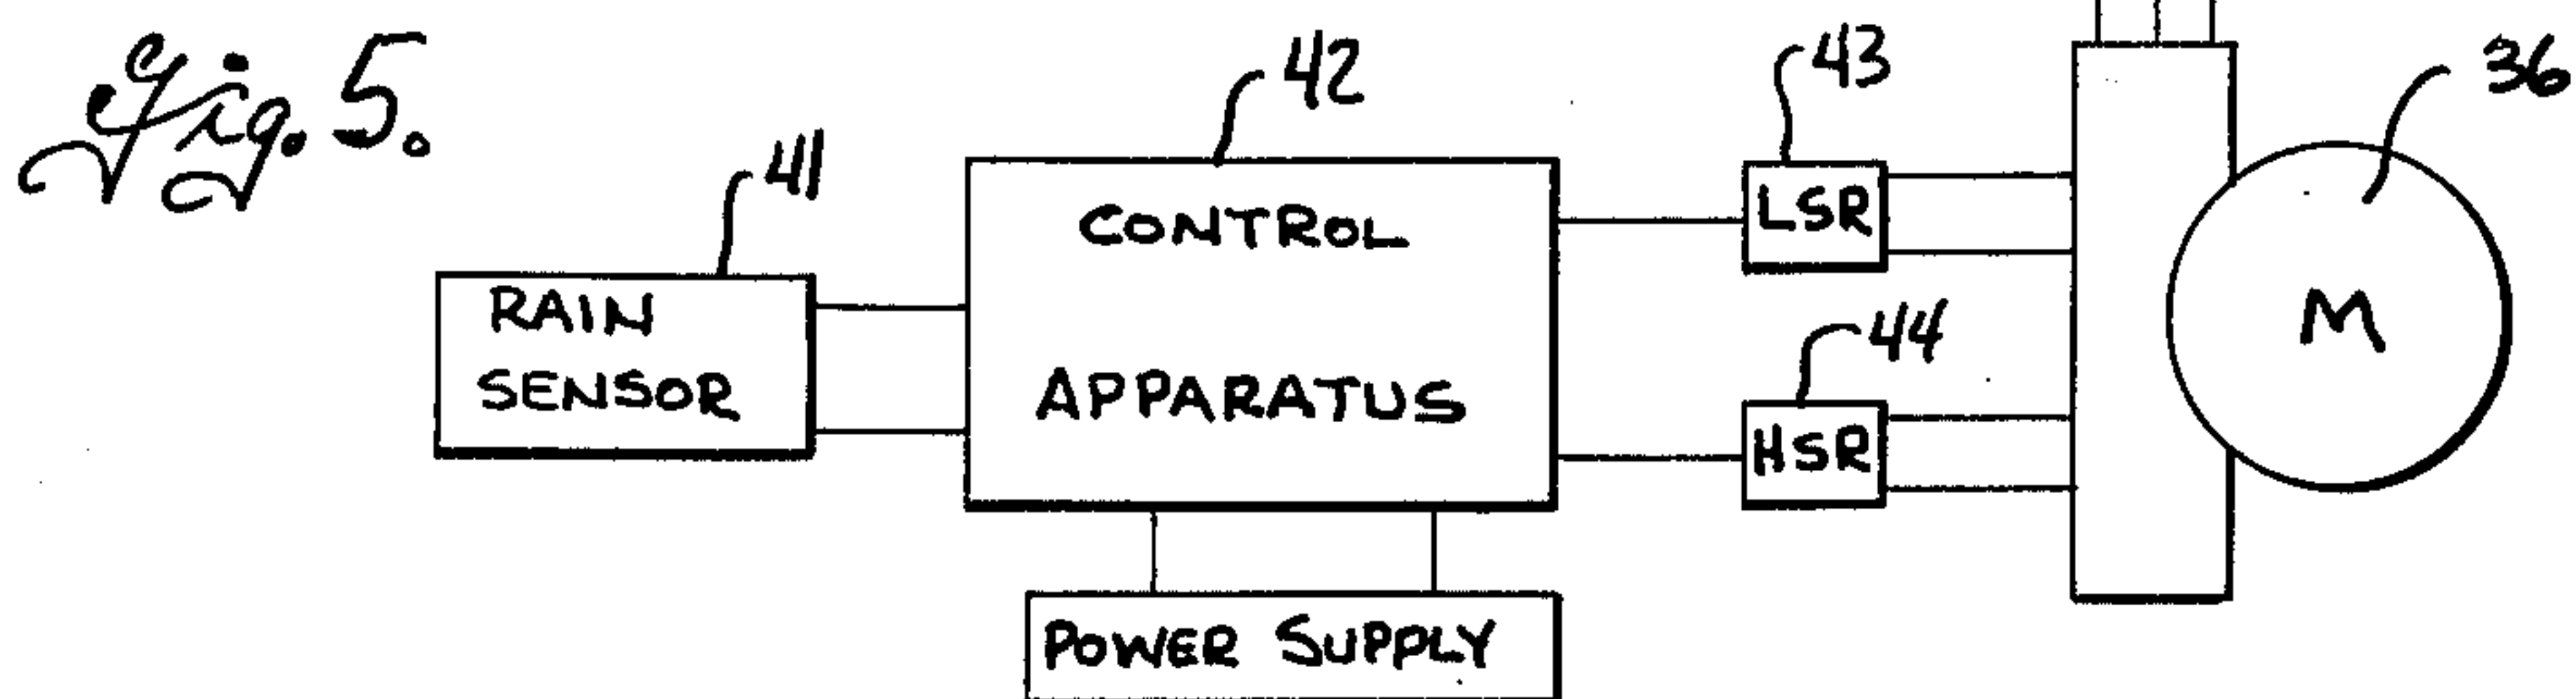 Fig. 5.
41
42
43
36
RAIN
SENSOR
CONTROL
APPARATUS
LSR
44
HSR
M
POWER SUPPLY